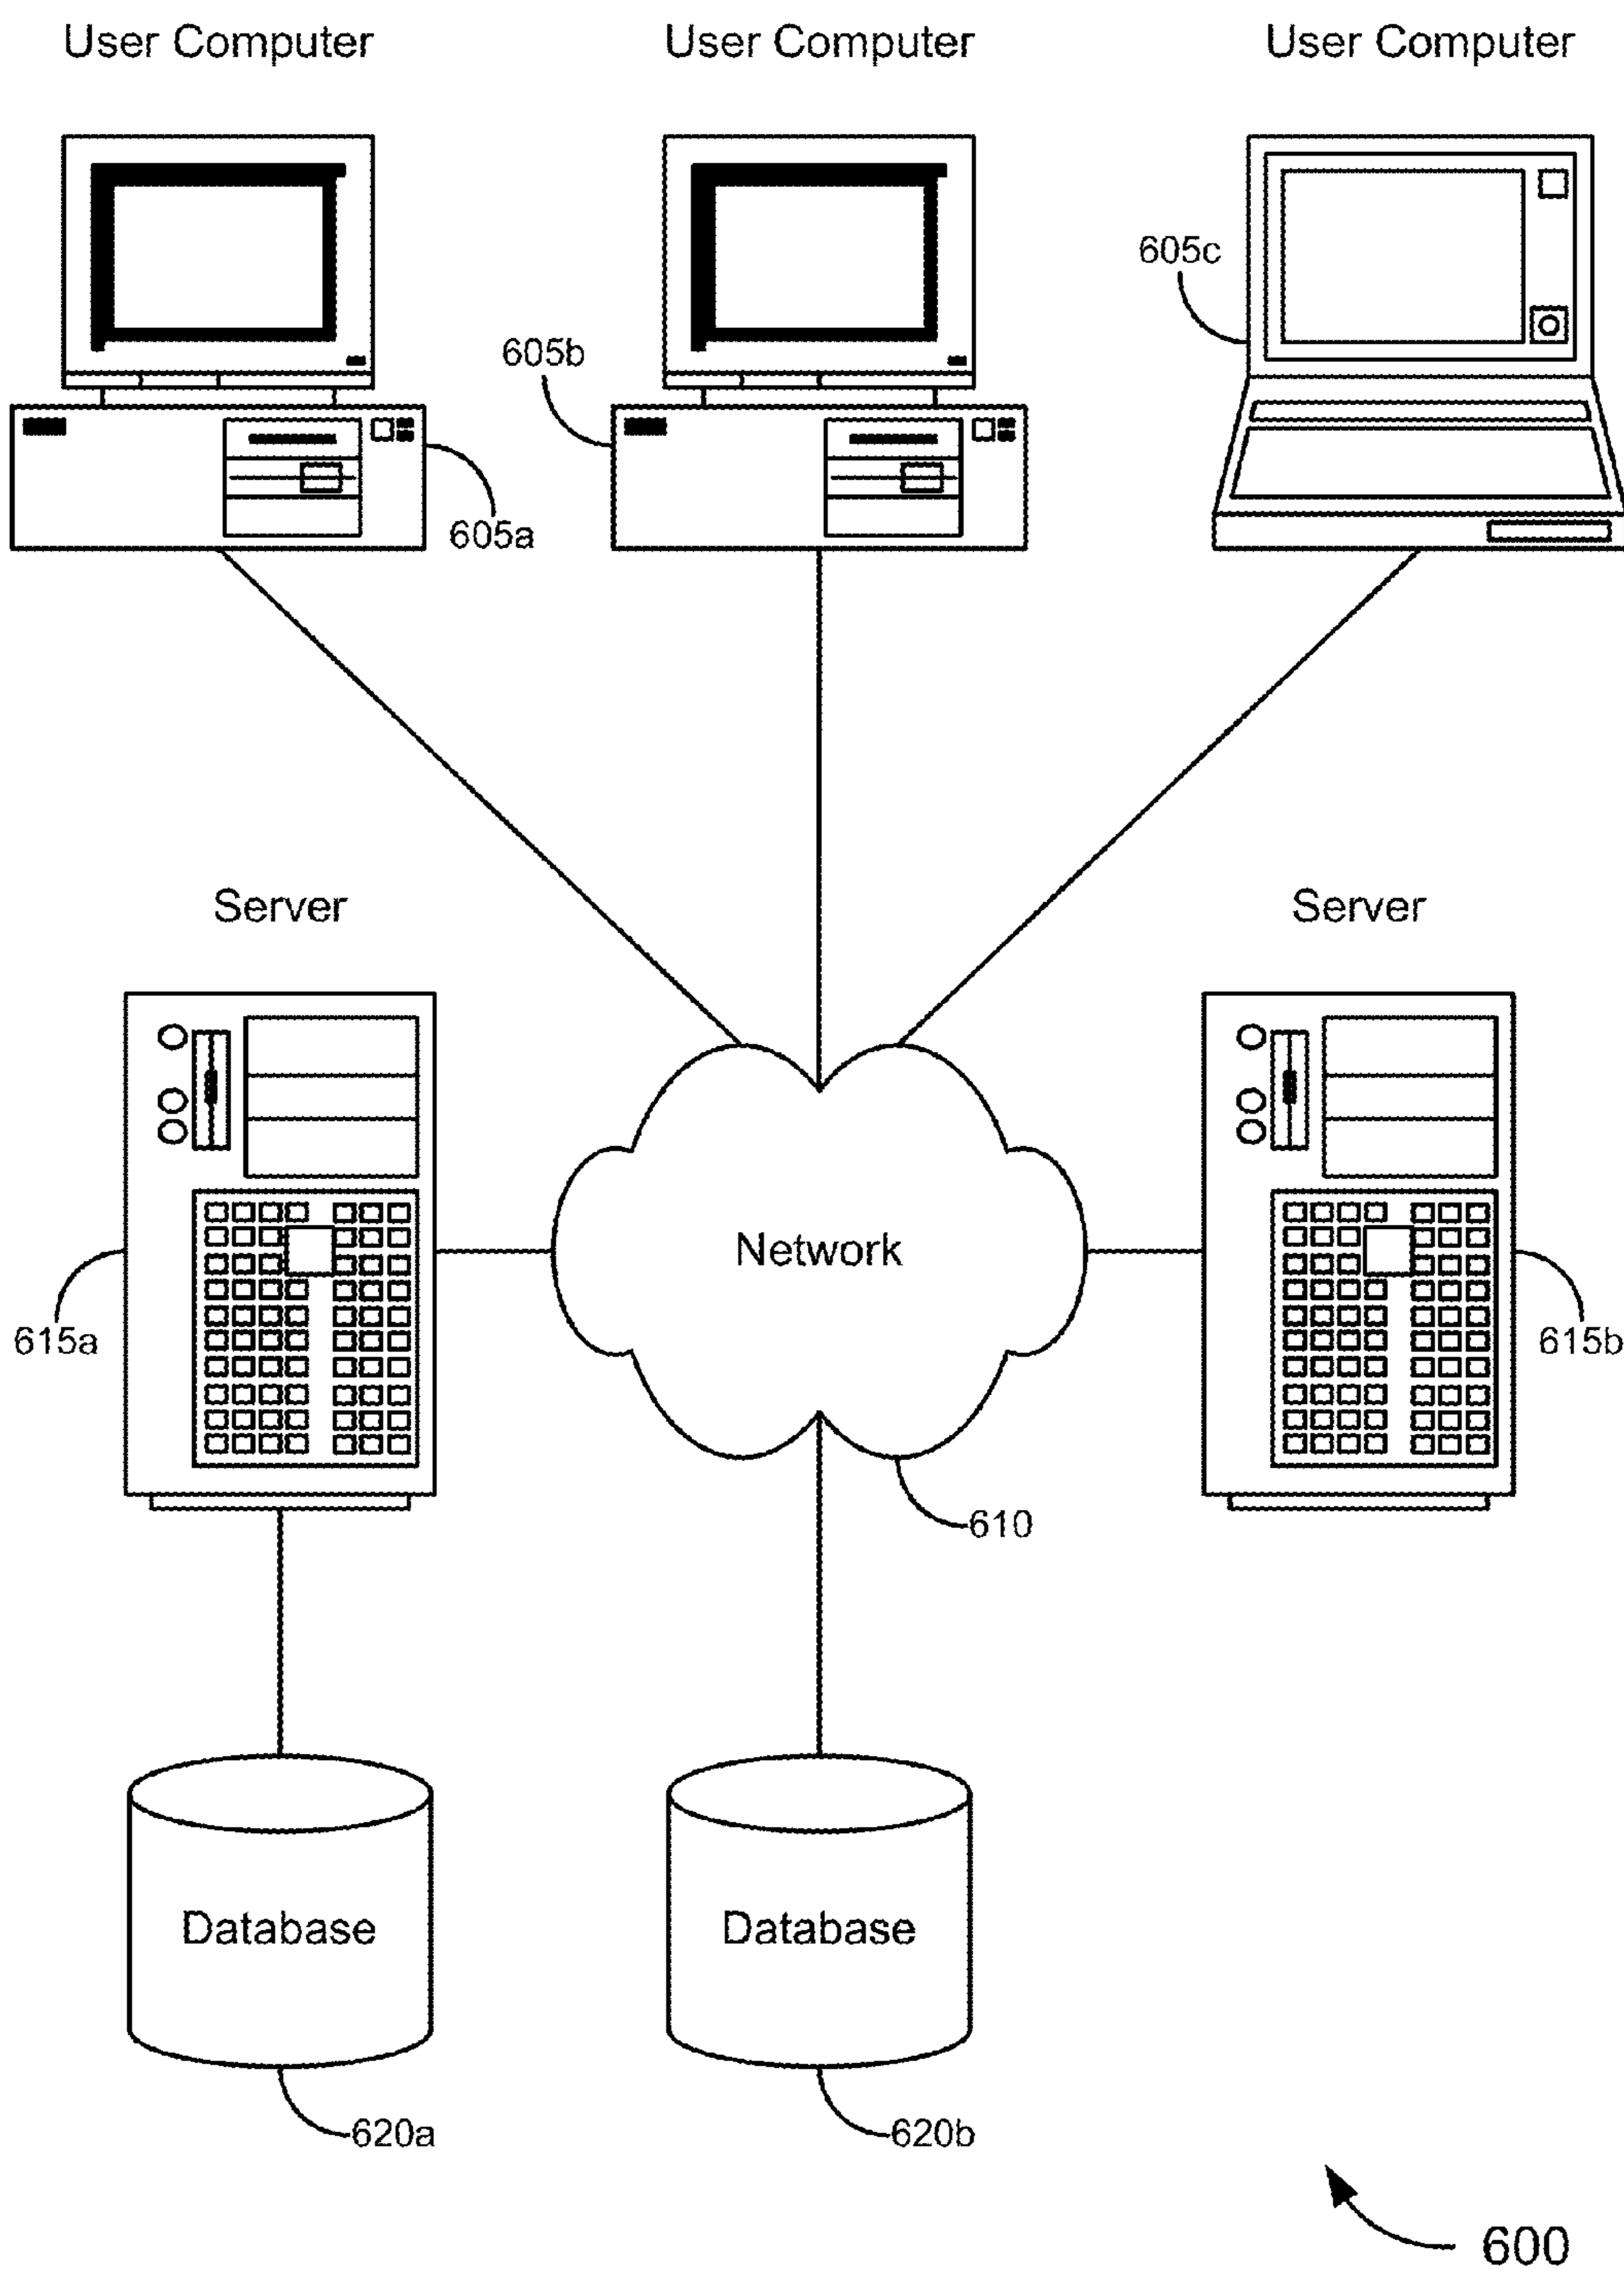 User Computer
User Computer
User Computer
605c
605b
605a
Server
Server
Network
615a
615b
610
Database
Database
620a
620b
600